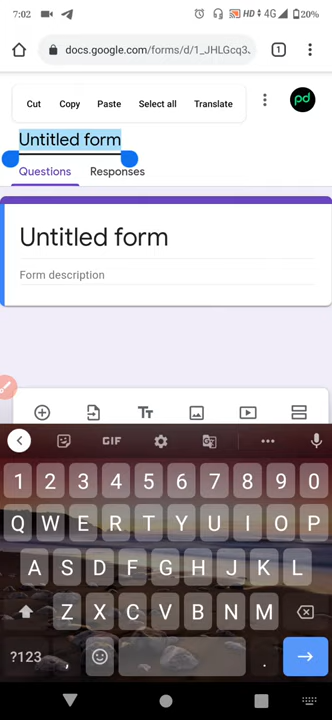 7:02 HD 4G 20%
docs.google.com/forms/d/1_JHLGcq3. 1
Cut Copy Paste Select all Translate pd
Untitled form
Questions Responses
Untitled form
Form description
Tт
GIF
1 2 3 4 5 6 7 8 9 0
Q W E R T Y U I O P
A S D F G H J K L
Z X C V B N M
?123 , .